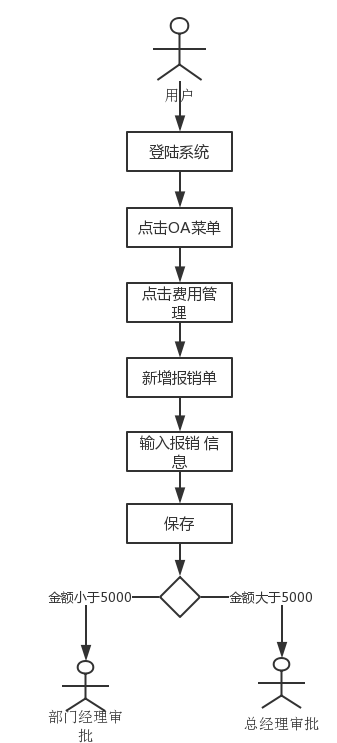 用户
登陆系统
点击OA菜单
点击费用管
理
新增报销单
输入报销 信
息
保存
金额小于5000
金额大于5000
部门经理审
批
总经理审批